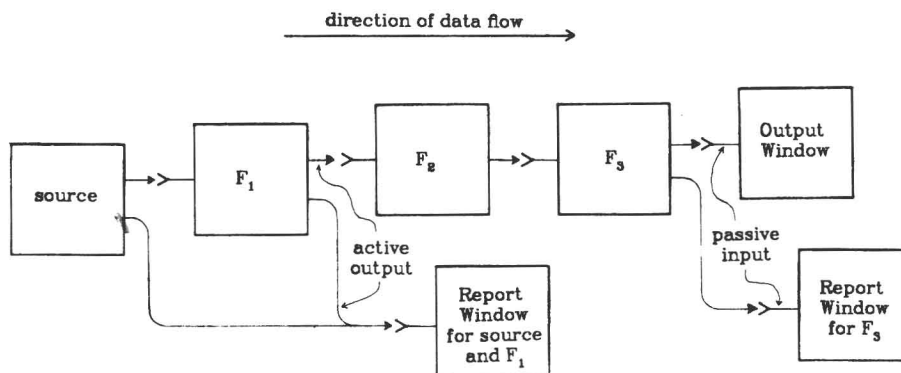 direction of data flow
source
F₁
F₂
F₃
Output
Window
active
output
passive
input
Report
Window
for source
and F₁
Report
Window
for F₃